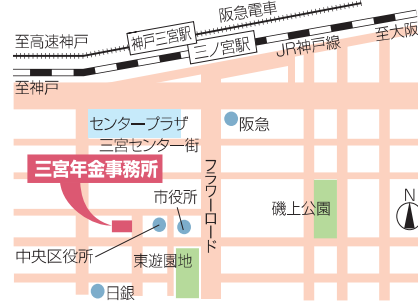 阪急電車
至高速神戸
神戸三宮駅
三ノ宮駅
JR神戸線
至大阪
至神戸
センタープラザ
三宮センター街
阪急
三宮年金事務所
市役所
フラワーロード
磯上公園
N
中央区役所
東遊園地
日銀